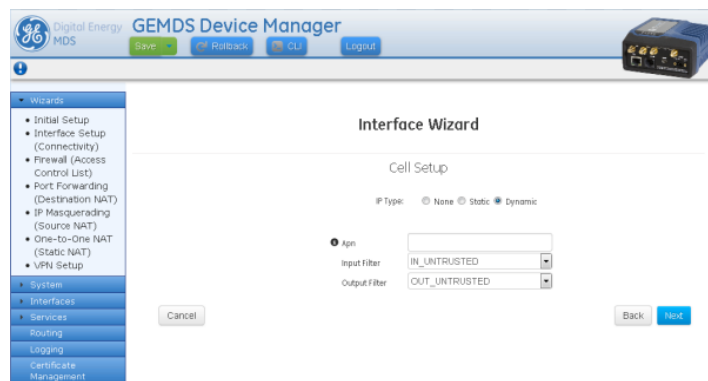 Digital Energy
MDS
GEMDS Device Manager
Save
Rollback
CLI
Logout
Wizards
Initial Setup
Interface Setup
(Connectivity)
Firewall (Access
Control List)
Port Forwarding
(Destination NAT)
IP Masquerading
(Source NAT)
One-to-One NAT
(Static NAT)
VPN Setup
System
Interfaces
Services
Routing
Logging
Certificate
Management
Interface Wizard
Cell Setup
IP Type: None Static Dynamic
Apn
Input Filter IN_UNTRUSTED
Output Filter OUT_UNTRUSTED
Cancel Back Next